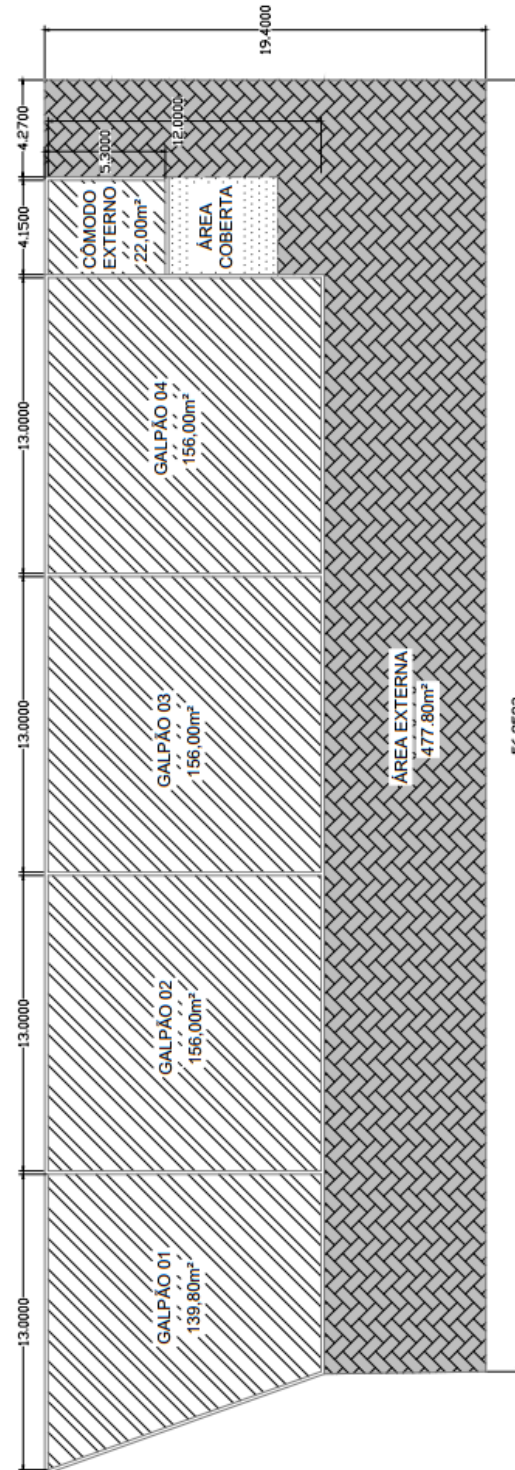 13.0000
13.0000
13.0000
13.0000
4.1500
4.2700
19.4000
5.3000
12.0000
GALPÃO 01
139,80m²
GALPÃO 02
156,00m²
GALPÃO 03
156,00m²
GALPÃO 04
156,00m²
CÔMODO
EXTERNO
22,00m²
ÁREA
COBERTA
ÁREA EXTERNA
477.80m²